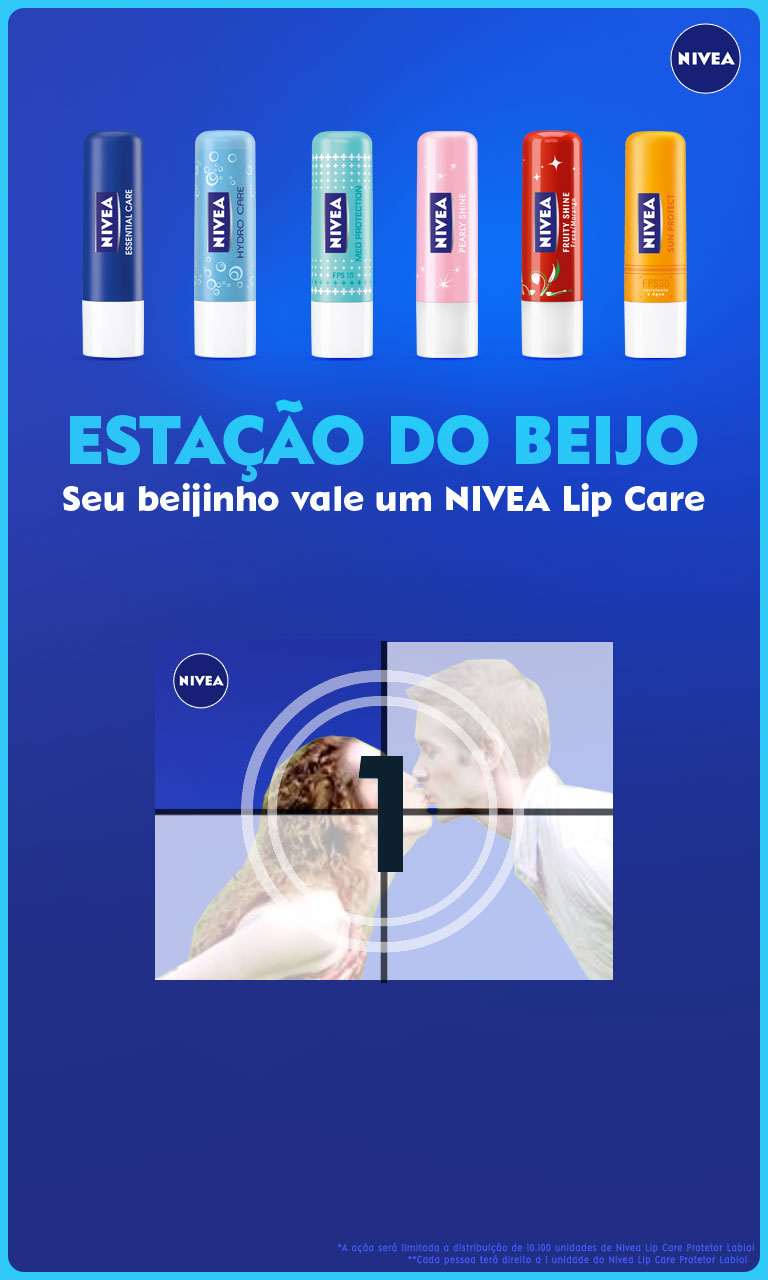 NIVEA
NIVEA
ESSENTIAL CARE
NIVEA
HYDRO CARE
NIVEA
MED PROTECTION
FPS 15
NIVEA
PEARLY SHINE
NIVEA
FRUITY SHINE
NIVEA
SUN PROTECT
FPS30
ESTAÇÃO DO BEIJO
Seu beijinho vale um NIVEA Lip Care
NIVEA
1
*A ação será limitada a distribuição de 10.100 unidades de Nivea Lip Care Protetor Labial
**Cada pessoa terá direito a 1 unidade do Nivea Lip Care Protetor Labial